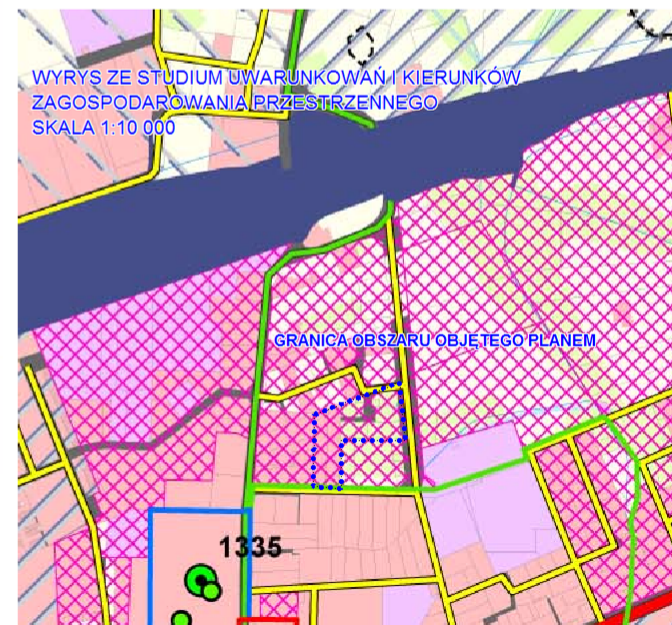 WYRYS ZE STUDIUM UWARUNKOWAŃ I KIERUNKÓW
ZAGOSPODAROWANIA PRZESTRZENNEGO
SKALA 1:10 000
GRANICA OBSZARU OBJĘTEGO PLANEM
1335